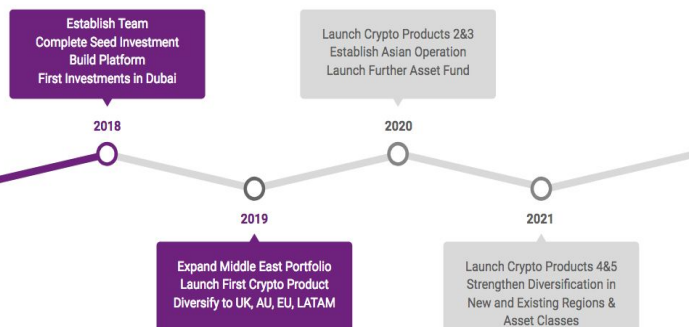 Establish Team
Complete Seed Investment
Build Platform
First Investments in Dubai
2018
2019
Expand Middle East Portfolio
Launch First Crypto Product
Diversify to UK, AU, EU, LATAM
Launch Crypto Products 2&3
Establish Asian Operation
Launch Further Asset Fund
2020
2021
Launch Crypto Products 4&5
Strengthen Diversification in
New and Existing Regions &
Asset Classes